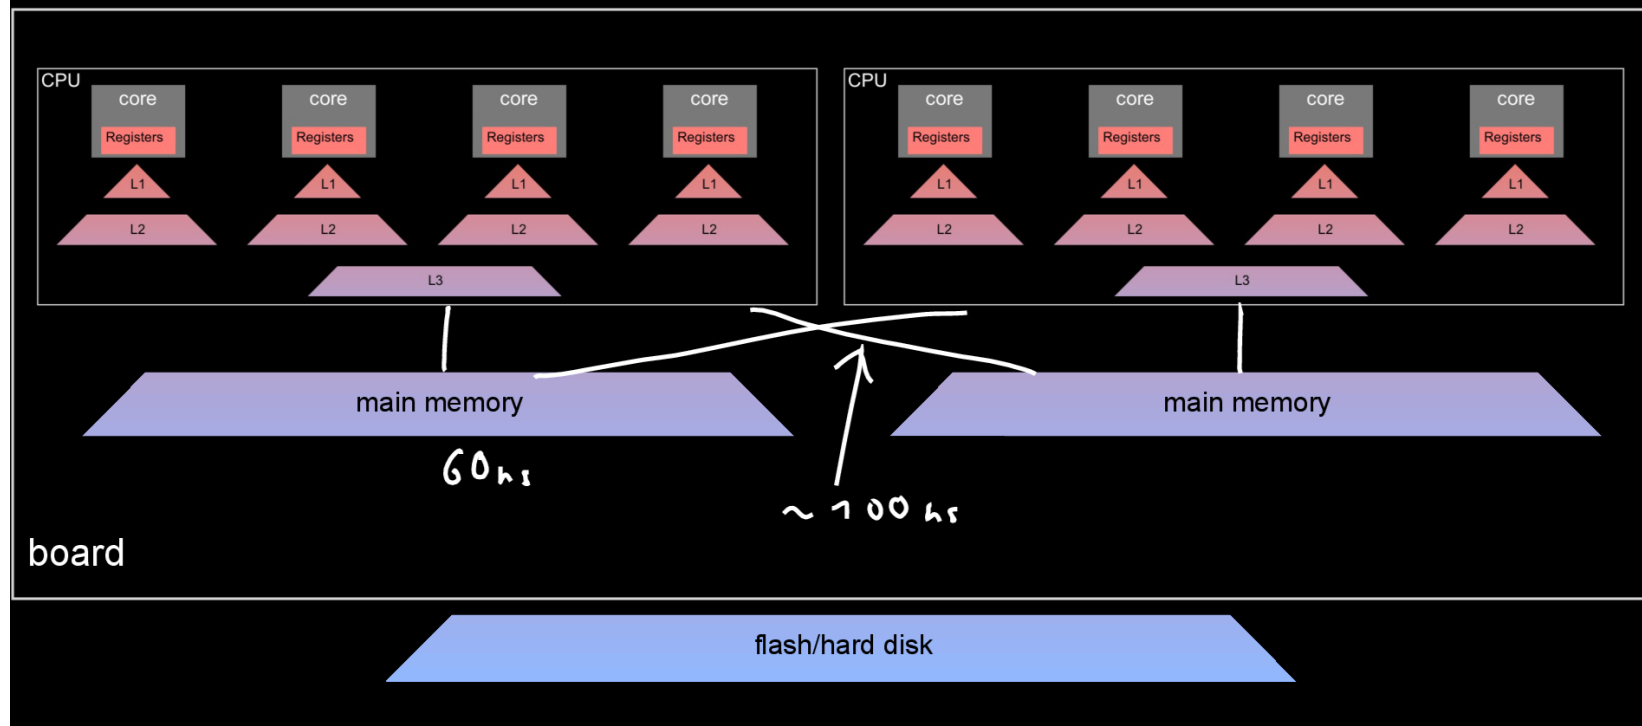 CPU CPU
core core core core core core core core
Registers Registers Registers Registers Registers Registers Registers Registers
L1 L1 L1 L1 L1 L1 L1 L1
L2 L2 L2 L2 L2 L2 L2 L2
L3 L3
main memory main memory
60ns
~100ns
board
flash/hard disk